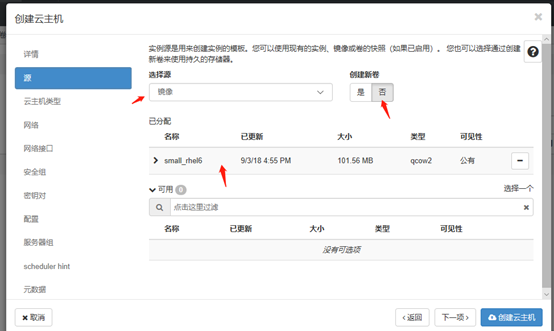 创建云主机
详情
源
云主机类型
网络
网络接口
安全组
密钥对
配置
服务器组
scheduler hint
元数据
实例源是用来创建实例的模板。您可以使用现有的实例、镜像或卷的快照（如果已启用）。 您也可以选择通过创建
新卷来使用持久的存储器。
选择源 创建新卷
镜像 是 否
已分配
名称 已更新 大小 类型 可见性
small_rhel6 9/3/18 4:55 PM 101.56 MB qcow2 公有
可用 0 选择一个
点击这里过滤
名称 已更新 大小 类型 可见性
没有可选项
取消 返回 下一项 创建云主机